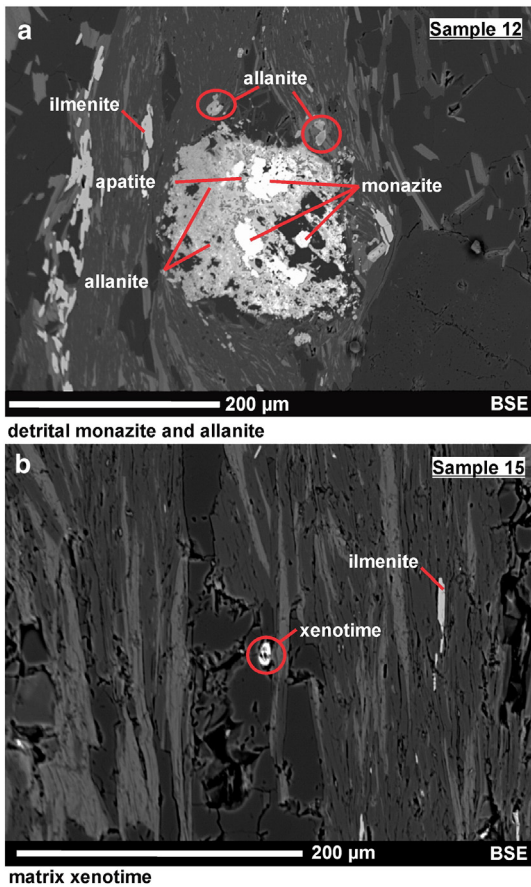 a
Sample 12
allanite
ilmenite
apatite
monazite
allanite
200 µm
BSE
detrital monazite and allanite
b
Sample 15
ilmenite
xenotime
200 µm
BSE
matrix xenotime